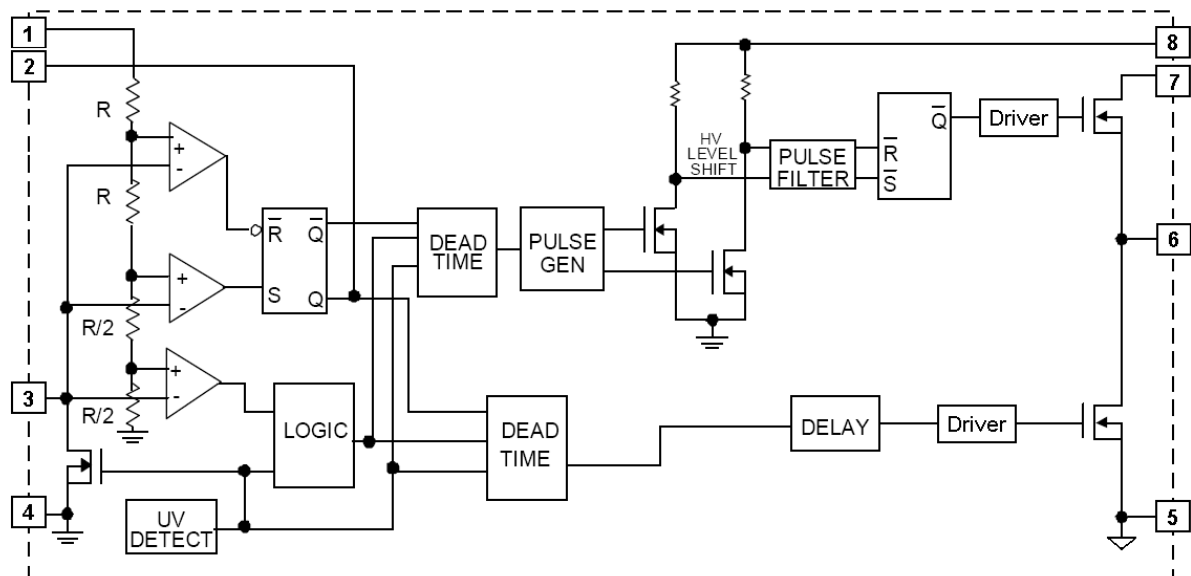 1
2
3
4
5
6
7
8
R
R
R/2
R/2
+
-
+
-
+
-
R
Q
S
Q
DEAD
TIME
PULSE
GEN
HV
LEVEL
SHIFT
PULSE
FILTER
R
S
Q
Driver
LOGIC
DEAD
TIME
DELAY
Driver
UV
DETECT